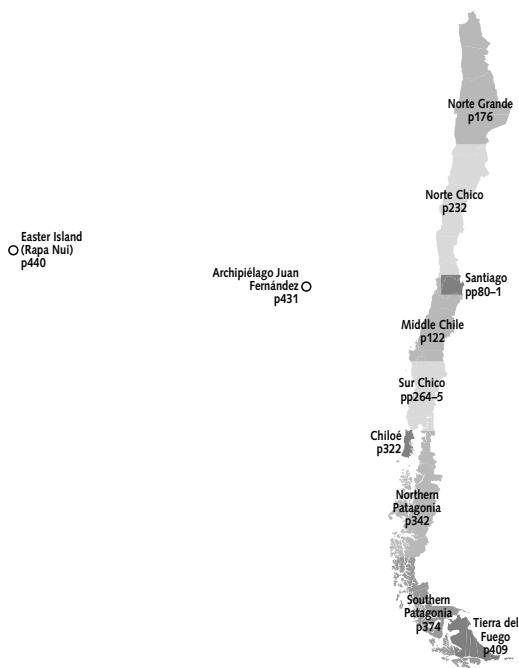 Norte Grande
p176
Norte Chico
p232
Easter Island
(Rapa Nui)
p440
Archipiélago Juan
Fernández
p431
Santiago
pp80–1
Middle Chile
p122
Sur Chico
pp264–5
Chiloé
p322
Northern
Patagonia
p342
Southern
Patagonia
p374
Tierra del
Fuego
p409